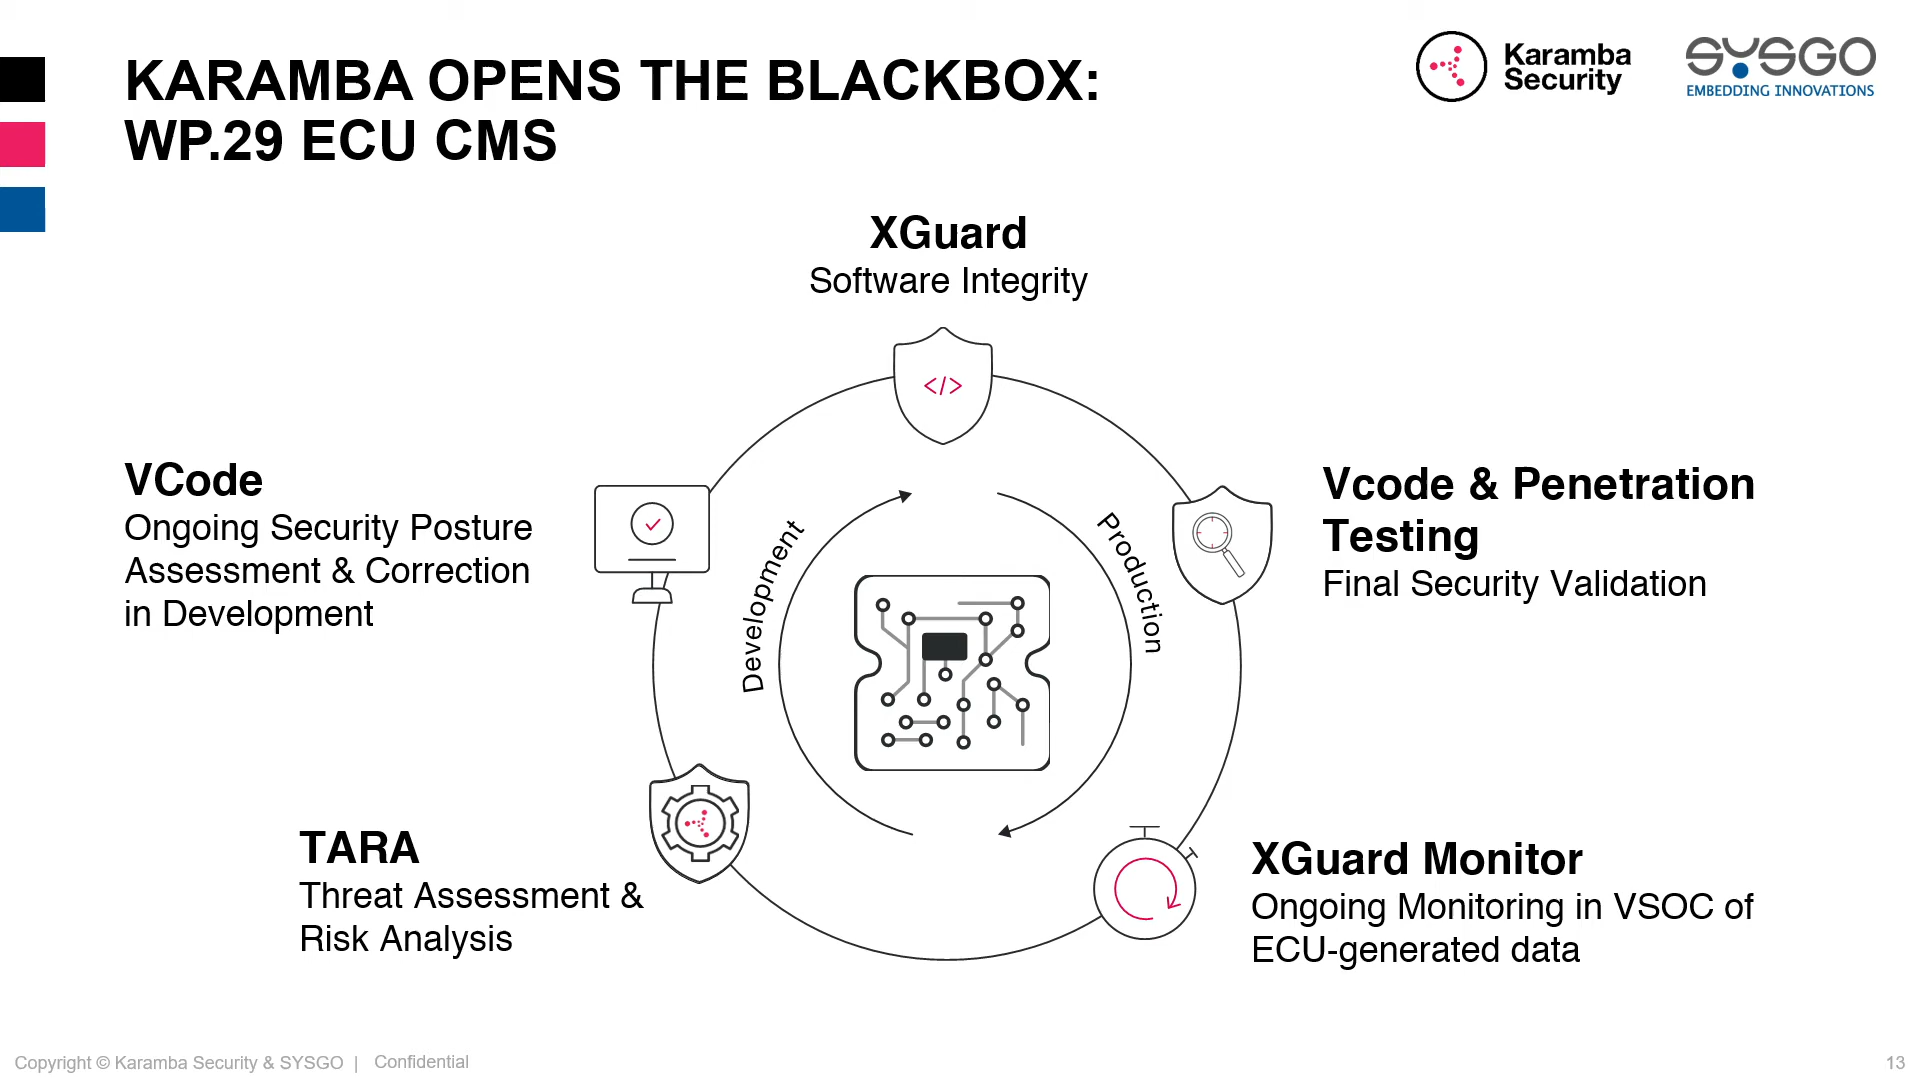 KARAMBA OPENS THE BLACKBOX:
WP.29 ECU CMS
Karamba
Security
SYSGO
EMBEDDING INNOVATIONS
XGuard
Software Integrity
</>
VCode
Ongoing Security Posture
Assessment & Correction
in Development
Vcode & Penetration
Testing
Final Security Validation
Development
Production
TARA
Threat Assessment &
Risk Analysis
XGuard Monitor
Ongoing Monitoring in VSOC of
ECU-generated data
Copyright © Karamba Security & SYSGO | Confidential
13